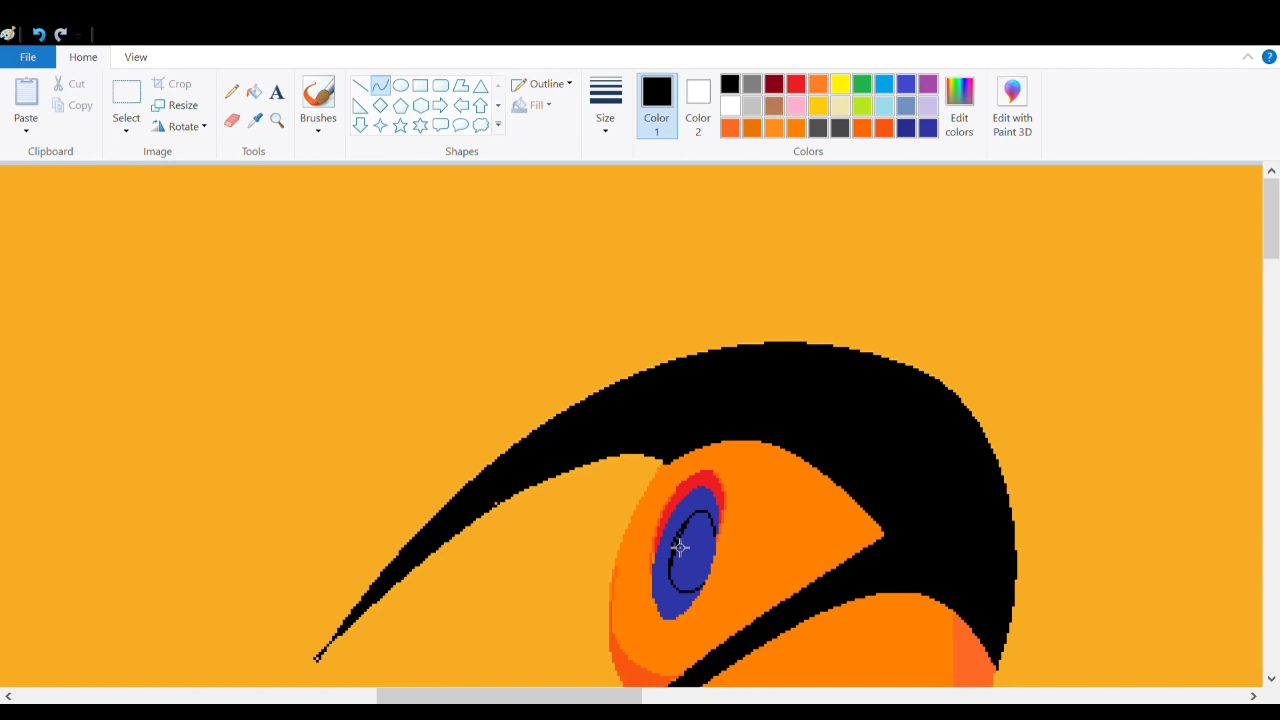 File Home View
Paste Cut Copy
Clipboard
Select Crop Resize Rotate
Image
Tools
A
Brushes
Shapes
Outline
Fill
Size
Color 1
Color 2
Edit colors
Colors
Edit with Paint 3D
?